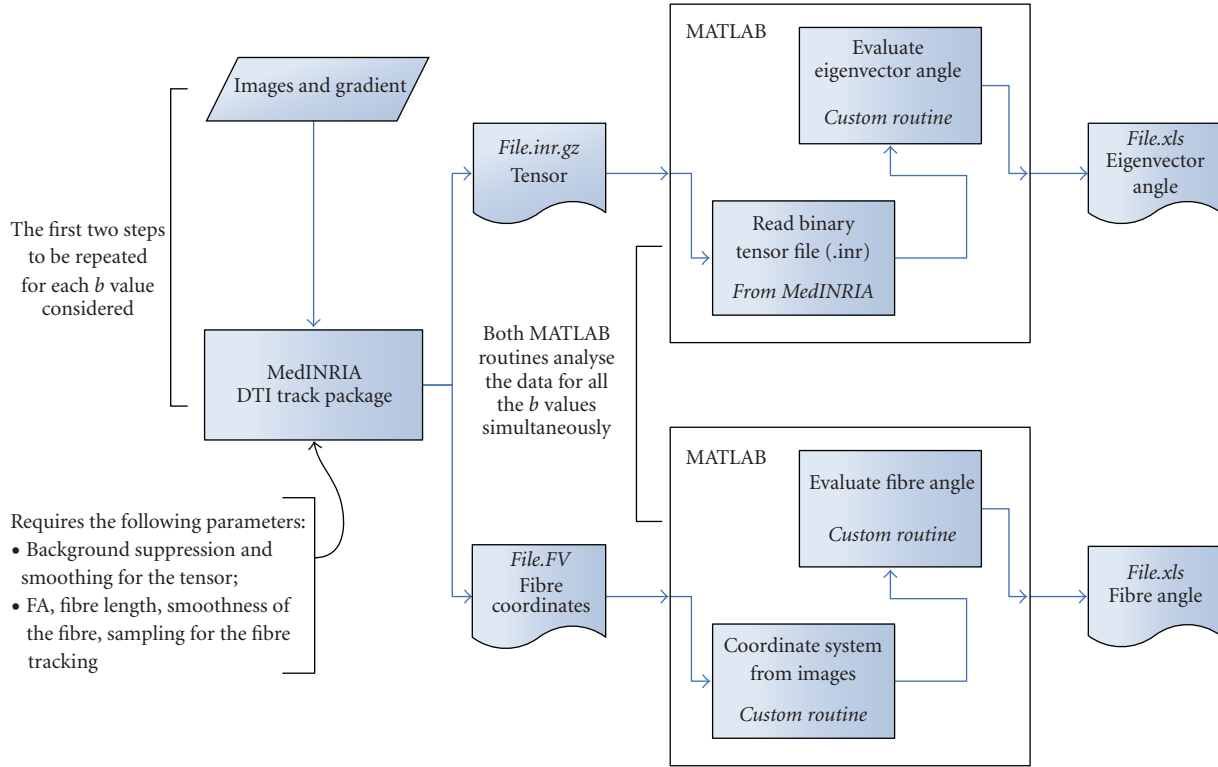 Images and gradient
The first two steps
to be repeated
for each b value
considered
MedINRIA
DTI track package
Requires the following parameters:
• Background suppression and
smoothing for the tensor;
• FA, fibre length, smoothness of
the fibre, sampling for the fibre
tracking
File.inr.gz
Tensor
File.FV
Fibre
coordinates
Both MATLAB
routines analyse
the data for all
the b values
simultaneously
MATLAB
Evaluate
eigenvector angle
Custom routine
Read binary
tensor file (.inr)
From MedINRIA
File.xls
Eigenvector
angle
MATLAB
Evaluate fibre angle
Custom routine
Coordinate system
from images
Custom routine
File.xls
Fibre angle